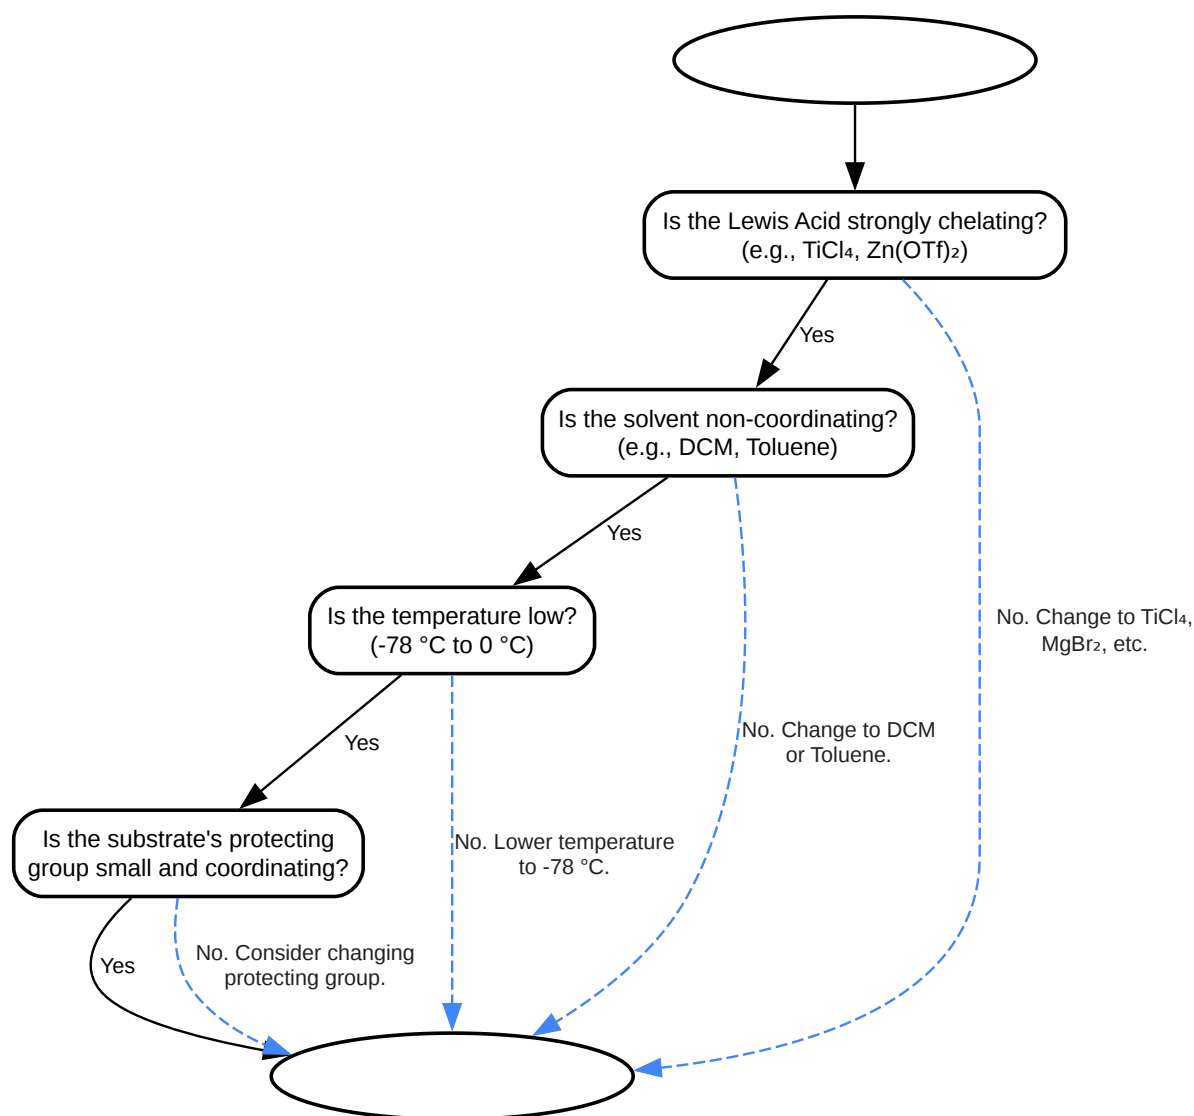 Is the Lewis Acid strongly chelating?
(e.g., TiCl₄, Zn(OTf)₂)
Yes
Is the solvent non-coordinating?
(e.g., DCM, Toluene)
Yes
Is the temperature low?
(-78 °C to 0 °C)
No. Change to TiCl₄,
MgBr₂, etc.
No. Change to DCM
or Toluene.
Yes
Is the substrate's protecting
group small and coordinating?
No. Lower temperature
to -78 °C.
Yes
No. Consider changing
protecting group.